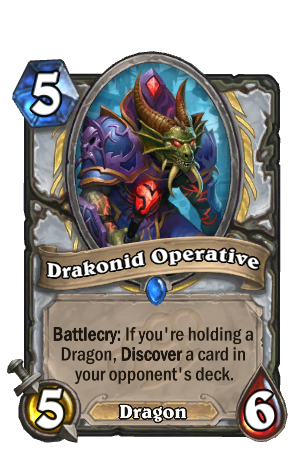 5
Drakonid Operative
Battlecry: If you're holding a
Dragon, Discover a card in
your opponent's deck.
5 Dragon 6